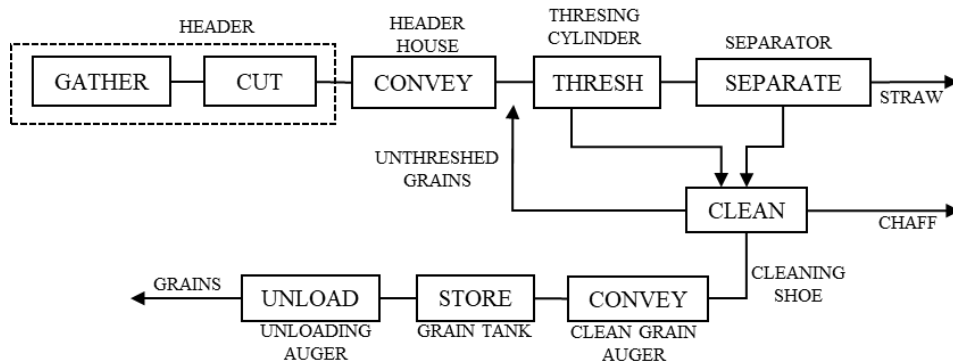 HEADER
HEADER
HOUSE
THRESING
CYLINDER
SEPARATOR
GATHER
CUT
CONVEY
THRESH
SEPARATE
STRAW
UNTHRESHED
GRAINS
CLEAN
CHAFF
CLEANING
SHOE
GRAINS
UNLOAD
STORE
CONVEY
UNLOADING
AUGER
GRAIN TANK
CLEAN GRAIN
AUGER